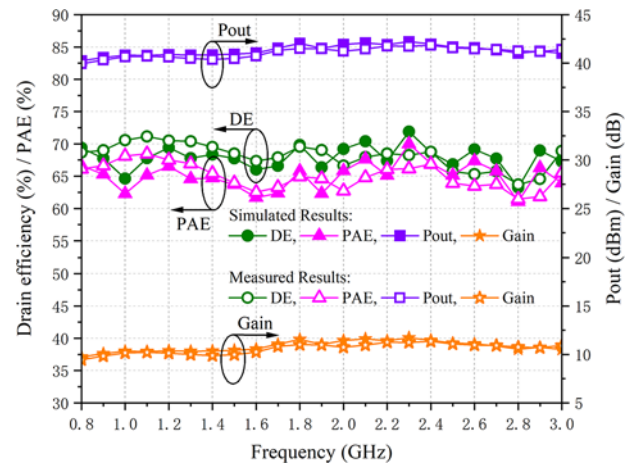 90
85
80
75
70
65
60
55
50
45
40
35
30
Drain efficiency (%) / PAE (%)
45
40
35
30
25
20
15
10
5
Pout (dBm) / Gain (dB)
Pout
DE
PAE
Simulated Results:
DE, PAE, Pout, Gain
Measured Results:
DE, PAE, Pout, Gain
Gain
0.8 1.0 1.2 1.4 1.6 1.8 2.0 2.2 2.4 2.6 2.8 3.0
Frequency (GHz)